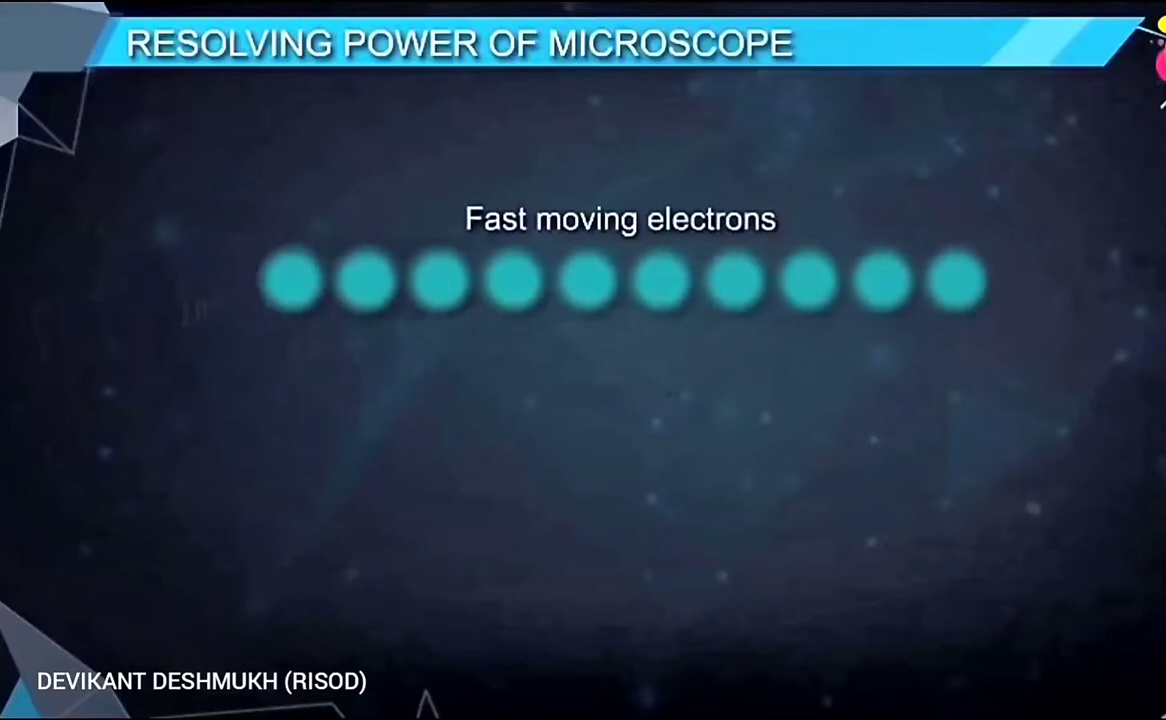 RESOLVING POWER OF MICROSCOPE
Fast moving electrons
DEVIKANT DESHMUKH (RISOD)